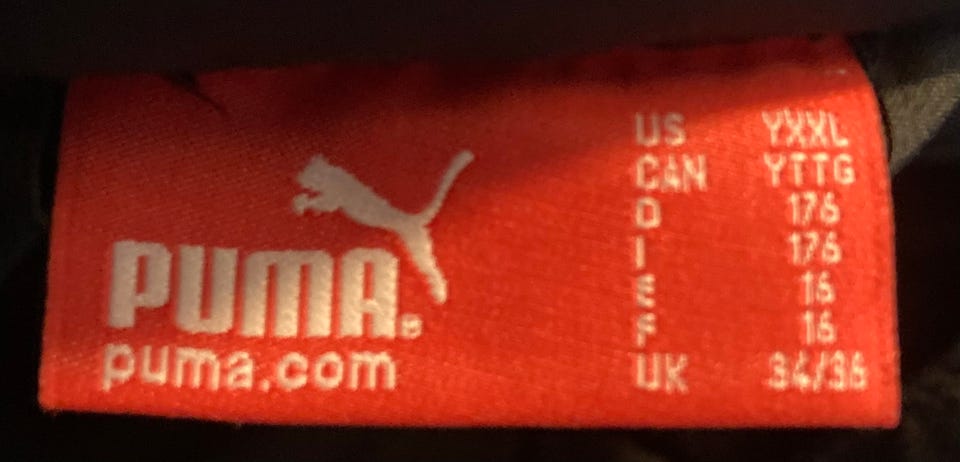 PUMA®
puma.com
US YXXL
CAN YTTG
D 176
I 176
E 16
F 16
UK 34/36